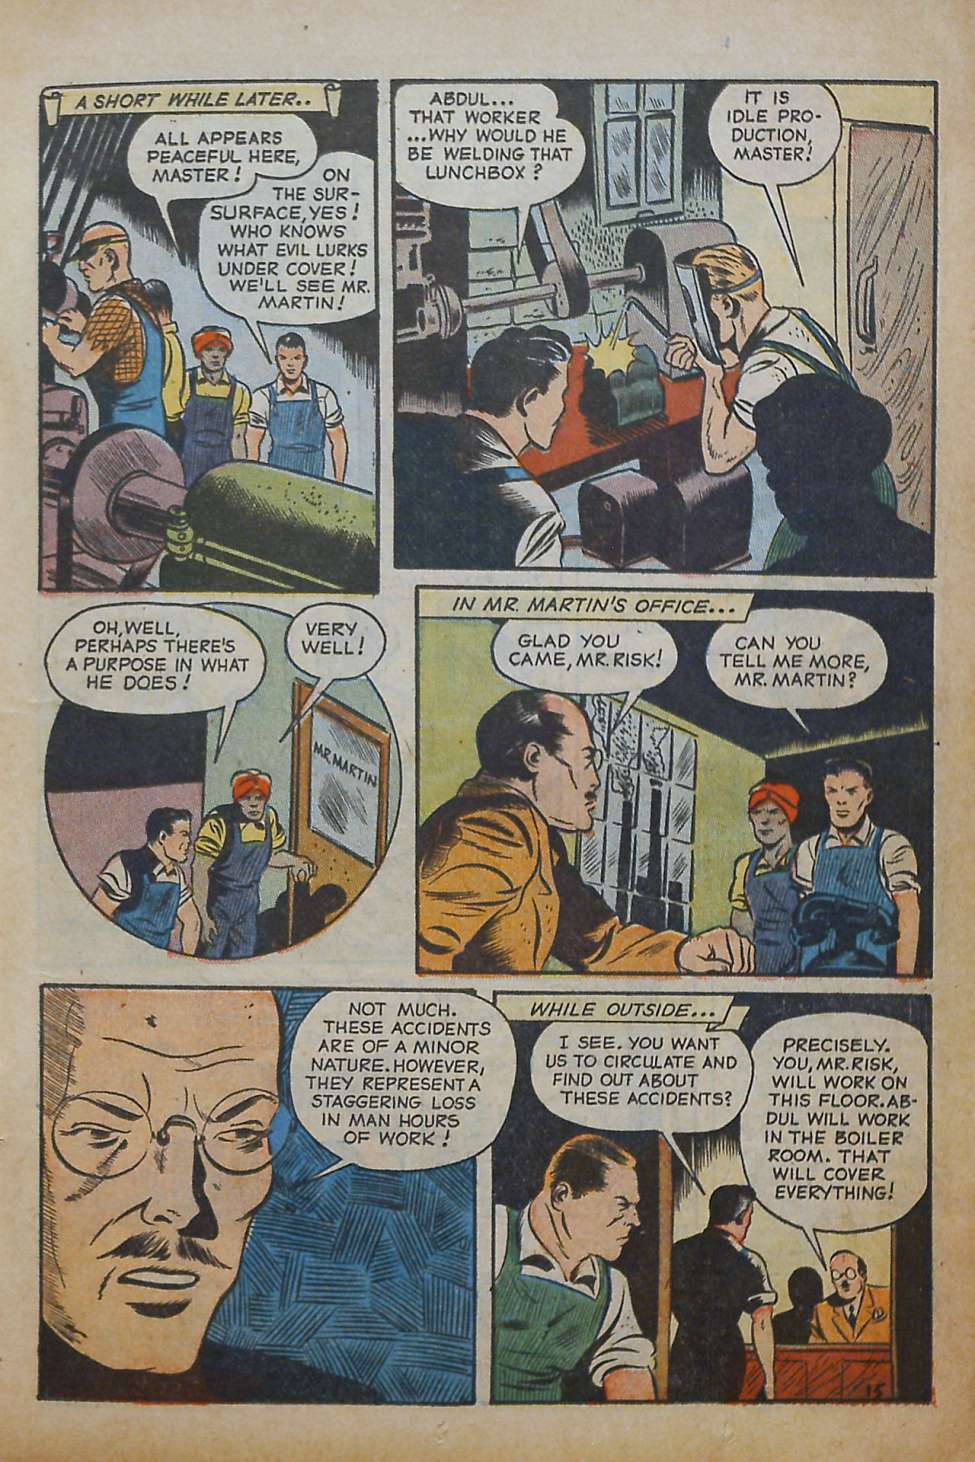 A SHORT WHILE LATER..
ALL APPEARS
PEACEFUL HERE,
MASTER!
ON
THE SUR-
SURFACE, YES!
WHO KNOWS
WHAT EVIL LURKS
UNDER COVER!
WE'LL SEE MR.
MARTIN!
ABDUL...
THAT WORKER
...WHY WOULD HE
BE WELDING THAT
LUNCHBOX?
IT IS
IDLE PRO-
DUCTION,
MASTER!
OH, WELL,
PERHAPS THERE'S
A PURPOSE IN WHAT
HE DOES!
VERY
WELL!
MR. MARTIN
IN MR. MARTIN'S OFFICE...
GLAD YOU
CAME, MR. RISK!
CAN YOU
TELL ME MORE,
MR. MARTIN?
NOT MUCH.
THESE ACCIDENTS
ARE OF A MINOR
NATURE. HOWEVER,
THEY REPRESENT A
STAGGERING LOSS
IN MAN HOURS
OF WORK!
WHILE OUTSIDE...
I SEE. YOU WANT
US TO CIRCULATE AND
FIND OUT ABOUT
THESE ACCIDENTS?
PRECISELY.
YOU, MR. RISK,
WILL WORK ON
THIS FLOOR. AB-
DUL WILL WORK
IN THE BOILER
ROOM. THAT
WILL COVER
EVERYTHING!
15